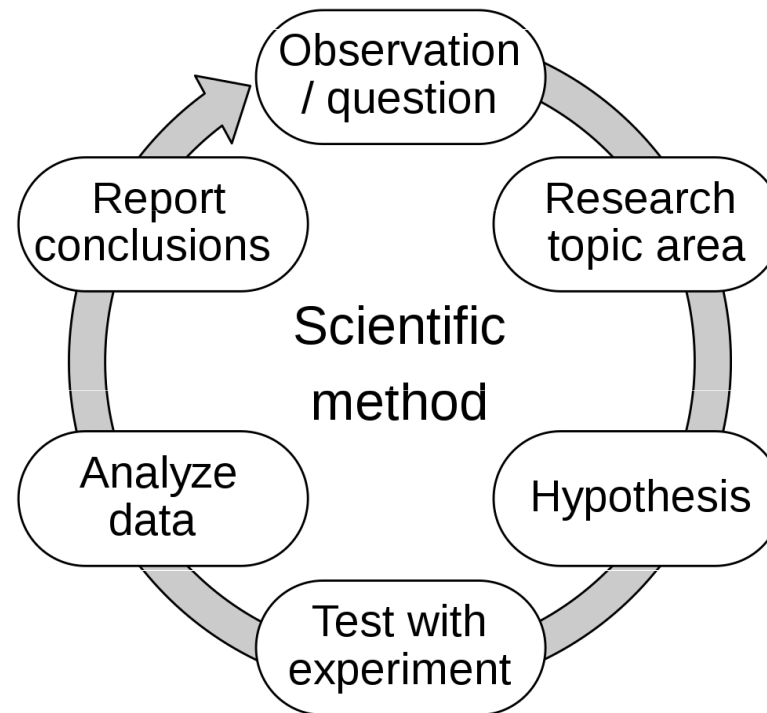 Observation
/ question
Research
topic area
Hypothesis
Test with
experiment
Analyze
data
Report
conclusions
Scientific
method